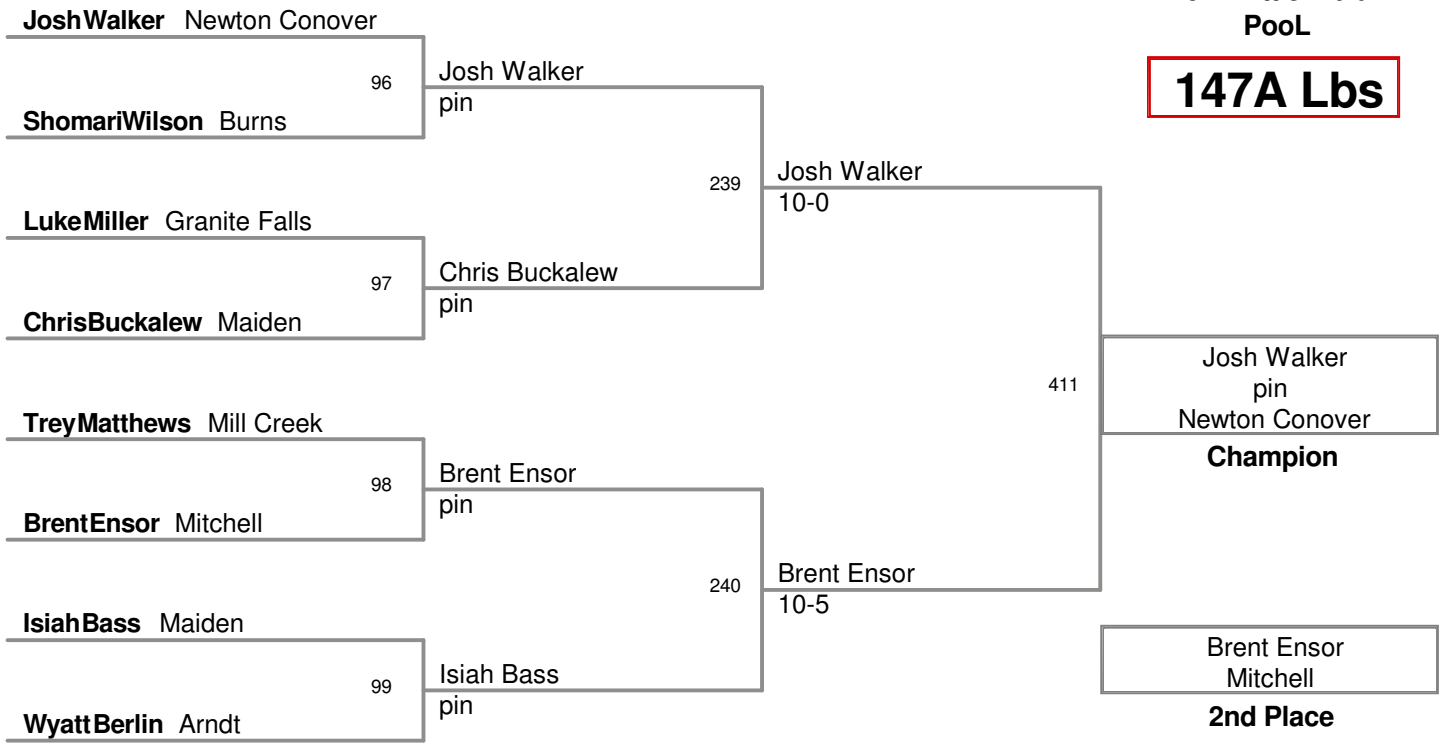 JoshWalker Newton Conover
96
ShomariWilson Burns
Josh Walker
pin
LukeMiller Granite Falls
97
ChrisBuckalew Maiden
Chris Buckalew
pin
239
Josh Walker
10-0
TreyMatthews Mill Creek
98
BrentEnsor Mitchell
Brent Ensor
pin
IsiahBass Maiden
99
WyattBerlin Arndt
Isiah Bass
pin
240
Brent Ensor
10-5
411
PooL
147A Lbs
Josh Walker
pin
Newton Conover
Champion
Brent Ensor
Mitchell
2nd Place